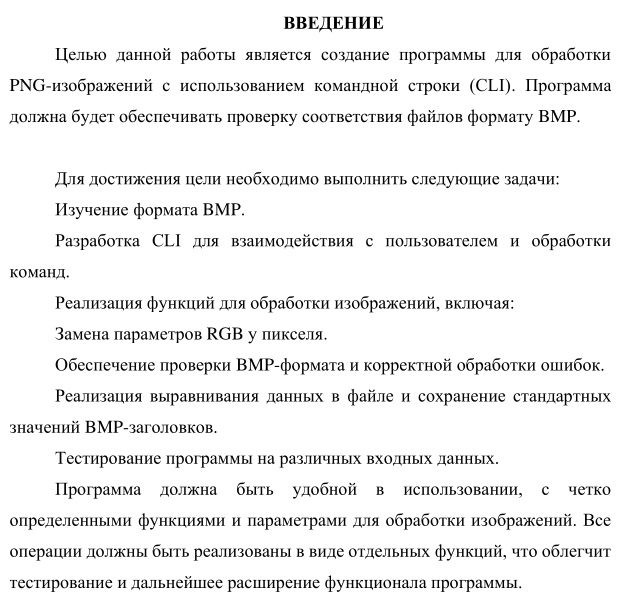 ВВЕДЕНИЕ
Целью данной работы является создание программы для обработки
PNG-изображений с использованием командной строки (CLI). Программа
должна будет обеспечивать проверку соответствия файлов формату BMP.
Для достижения цели необходимо выполнить следующие задачи:
Изучение формата BMP.
Разработка CLI для взаимодействия с пользователем и обработки
команд.
Реализация функций для обработки изображений, включая:
Замена параметров RGB у пикселя.
Обеспечение проверки BMP-формата и корректной обработки ошибок.
Реализация выравнивания данных в файле и сохранение стандартных
значений BMP-заголовков.
Тестирование программы на различных входных данных.
Программа должна быть удобной в использовании, с четко
определенными функциями и параметрами для обработки изображений. Все
операции должны быть реализованы в виде отдельных функций, что облегчит
тестирование и дальнейшее расширение функционала программы.